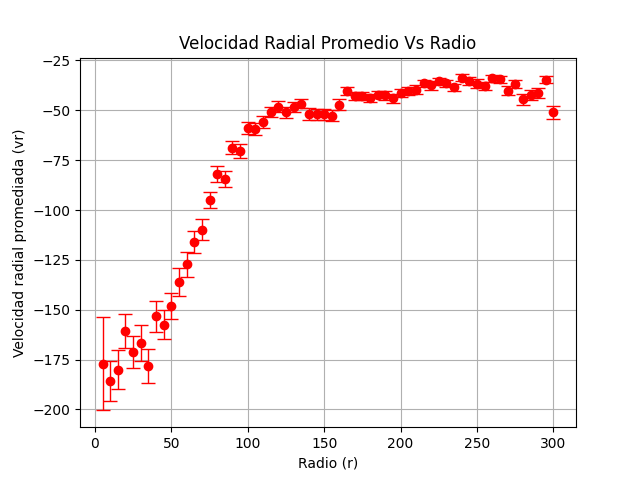 Velocidad Radial Promedio Vs Radio
Velocidad radial promediada (vr)
−25
−50
−75
−100
−125
−150
−175
−200
0 50 100 150 200 250 300
Radio (r)